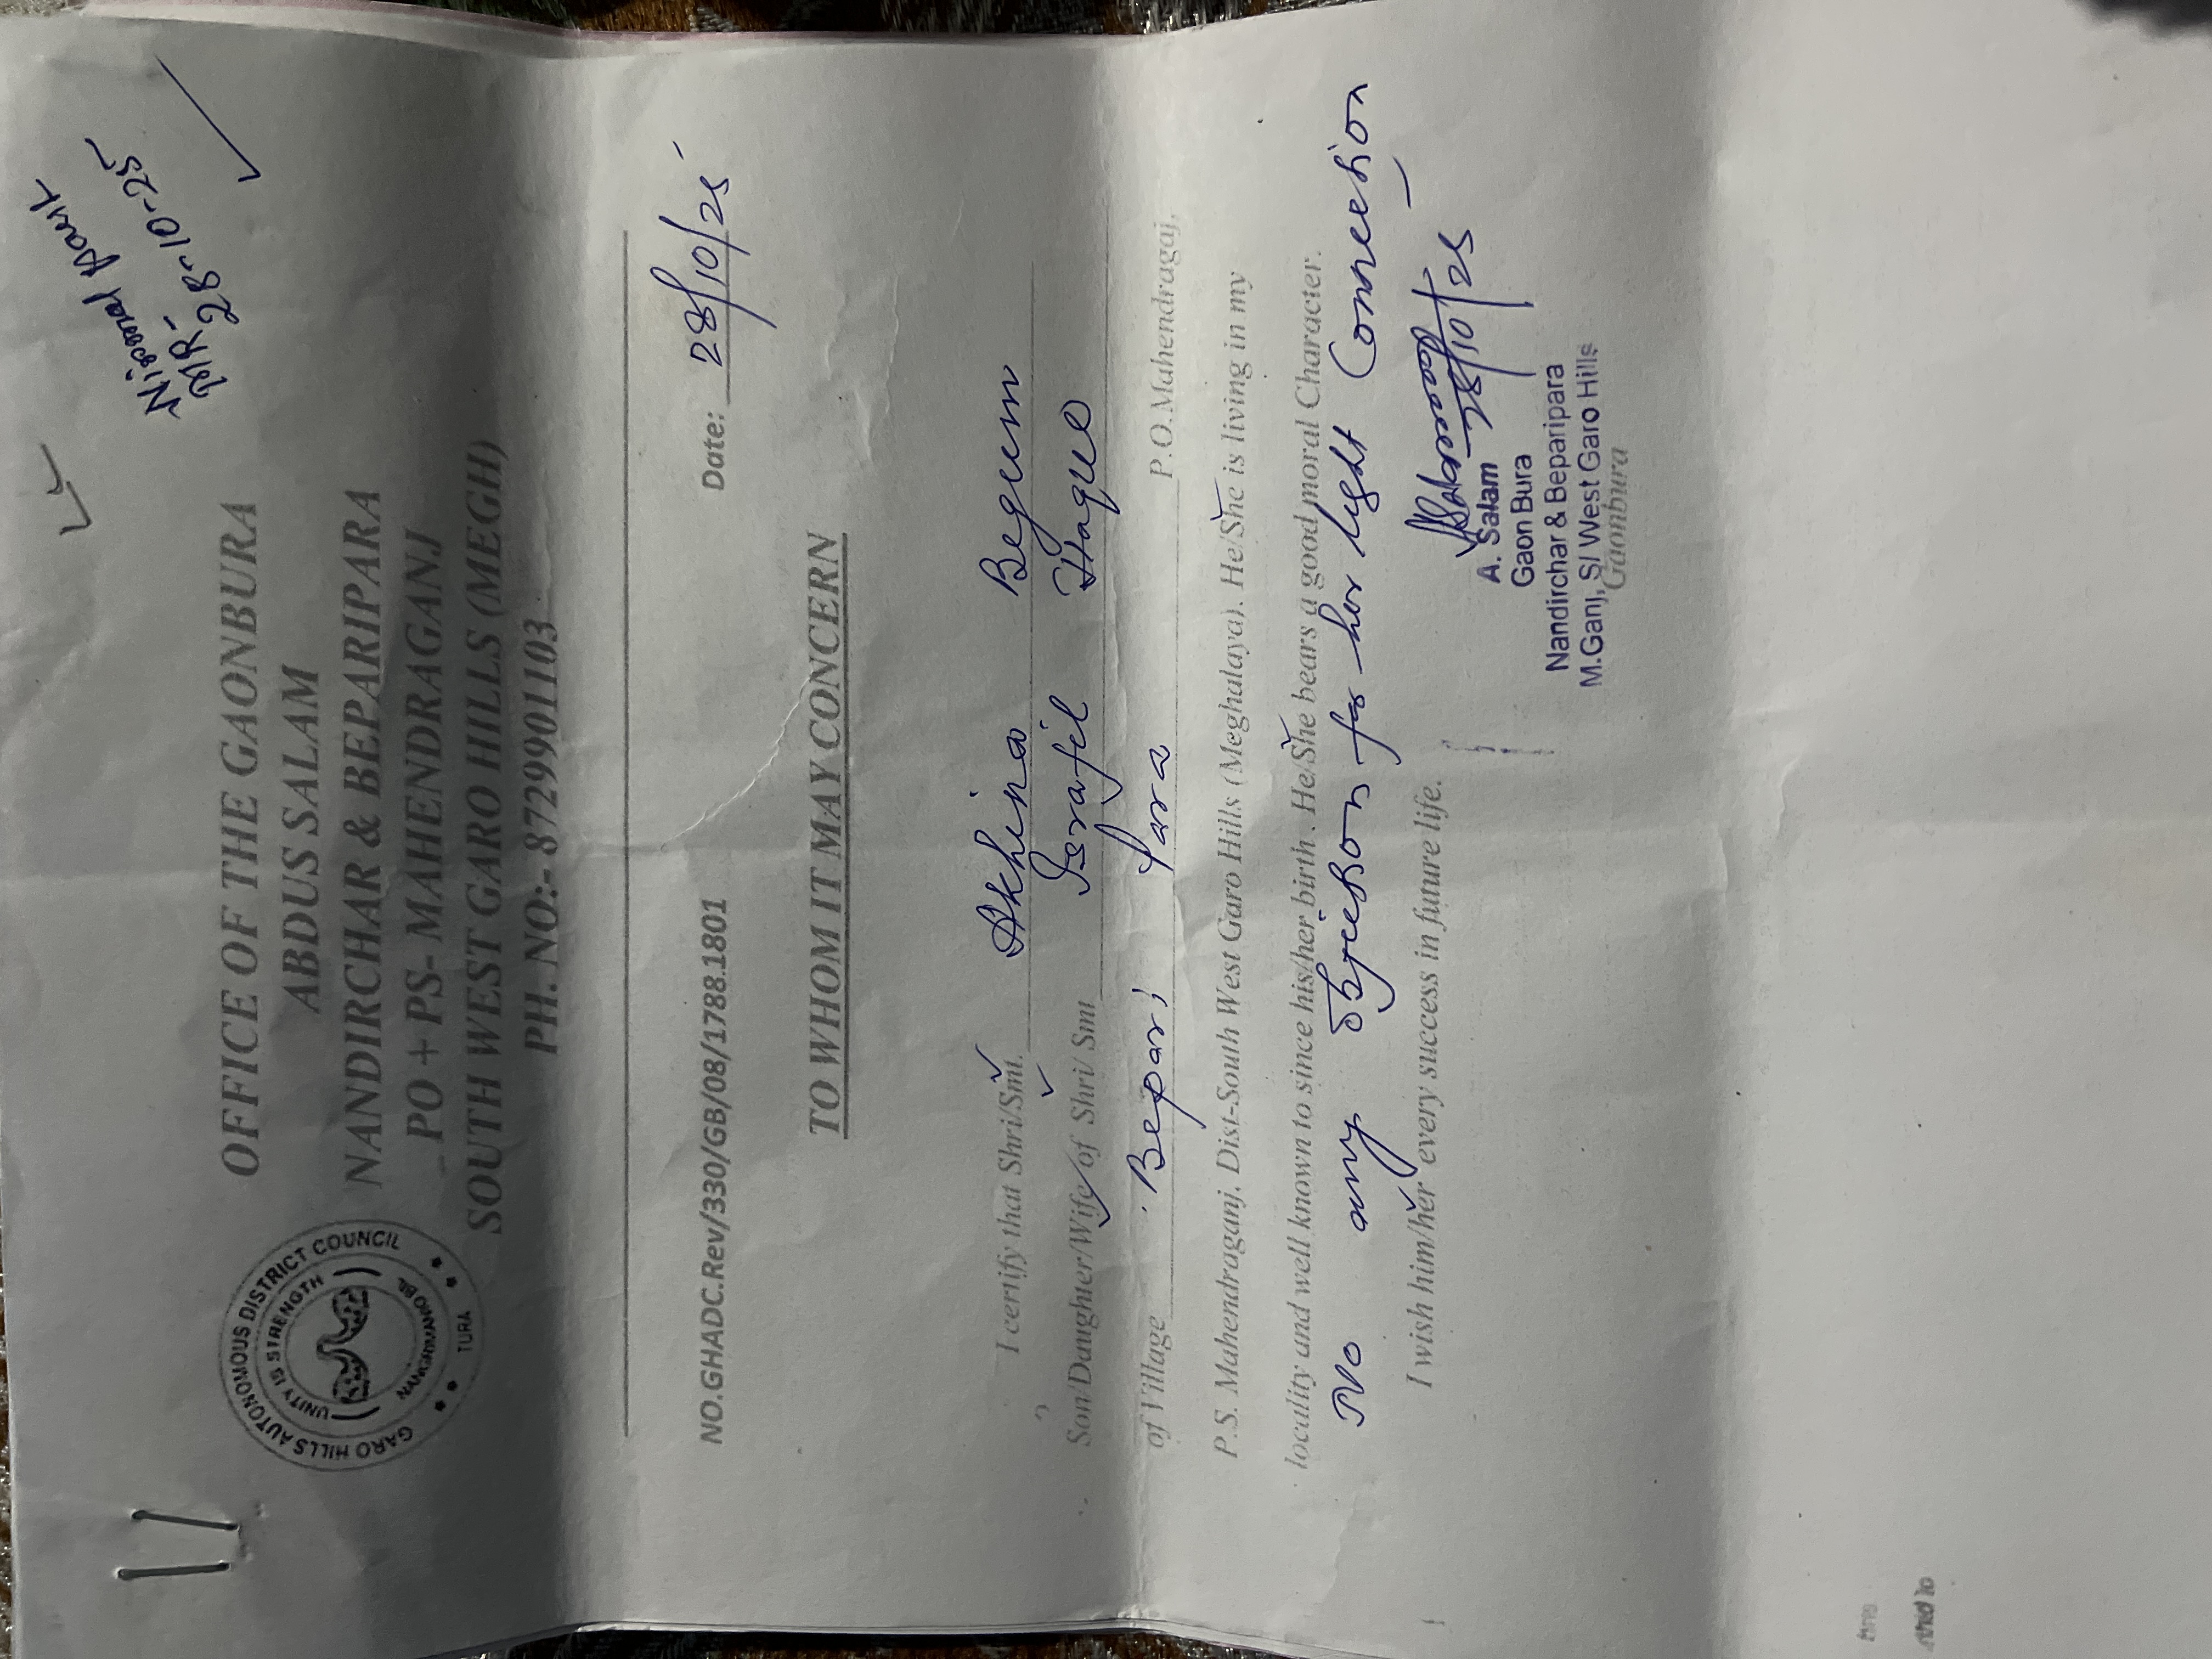 Nirmal
MR-
28-10-25
GARO HILLS AUTONOMOUS DISTRICT COUNCIL
UNITY IS STRENGTH
TURA
OFFICE OF THE GAONBURA
ABDUS SALAM
NANDIRCHAR & BEPARIPARA
PO + PS- MAHENDRAGANJ
SOUTH WEST GARO HILLS (MEGH)
PH. NO:- 8729901103
NO.GHADC.Rev/330/GB/08/1788.1801 Date: 28/10/25
TO WHOM IT MAY CONCERN
I certify that Shri/Smt. Akhina Begum
Son/Daughter/Wife of Shri/ Smt Israfil Haque
of Village Bepari Para P.O.Mahendragaj,
P.S. Mahendraganj, Dist-South West Garo Hills (Meghalaya). He/She is living in my
locality and well known to since his/her birth. He/She bears a good moral Character.
No any objection for her light Connection
I wish him/her every success in future life.
28/10/25
A. Salam
Gaon Bura
Nandirchar & Beparipara
M.Ganj, S/ West Garo Hills
Gaonbura